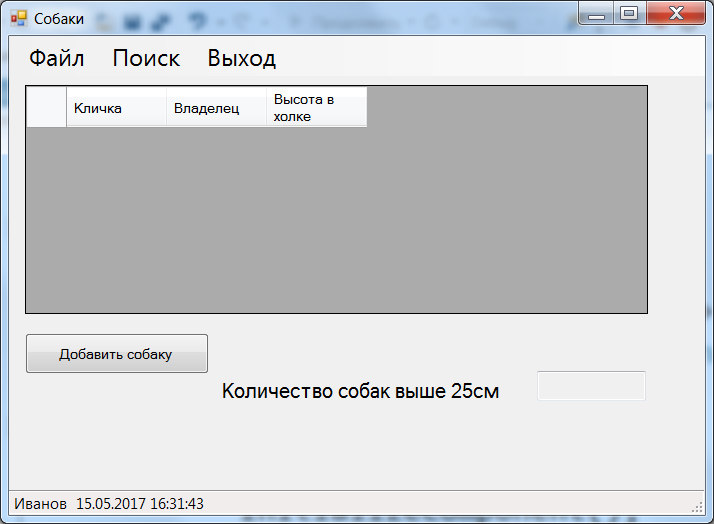 Собаки
Файл Поиск Выход
Кличка Владелец Высота в холке
Добавить собаку
Количество собак выше 25см
Иванов 15.05.2017 16:31:43